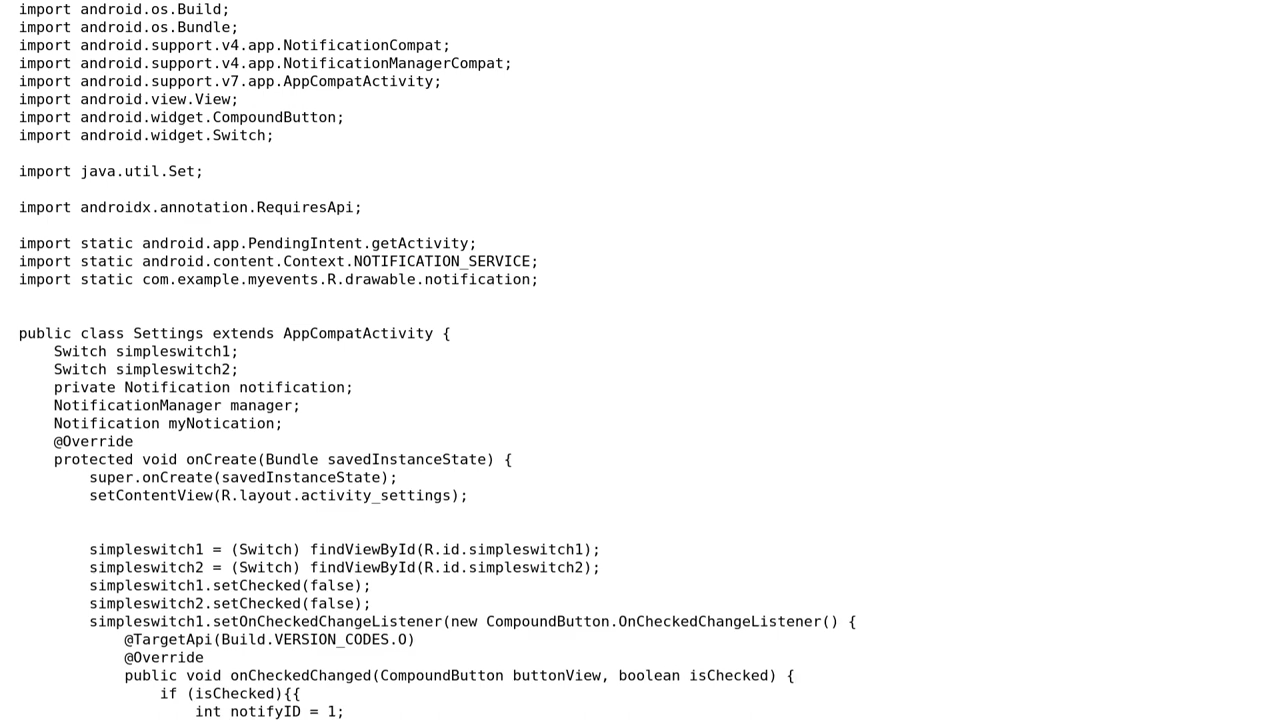 import android.os.Build;
import android.os.Bundle;
import android.support.v4.app.NotificationCompat;
import android.support.v4.app.NotificationManagerCompat;
import android.support.v7.app.AppCompatActivity;
import android.view.View;
import android.widget.CompoundButton;
import android.widget.Switch;

import java.util.Set;

import androidx.annotation.RequiresApi;

import static android.app.PendingIntent.getActivity;
import static android.content.Context.NOTIFICATION_SERVICE;
import static com.example.myevents.R.drawable.notification;


public class Settings extends AppCompatActivity {
    Switch simpleswitch1;
    Switch simpleswitch2;
    private Notification notification;
    NotificationManager manager;
    Notification myNotication;
    @Override
    protected void onCreate(Bundle savedInstanceState) {
        super.onCreate(savedInstanceState);
        setContentView(R.layout.activity_settings);


        simpleswitch1 = (Switch) findViewById(R.id.simpleswitch1);
        simpleswitch2 = (Switch) findViewById(R.id.simpleswitch2);
        simpleswitch1.setChecked(false);
        simpleswitch2.setChecked(false);
        simpleswitch1.setOnCheckedChangeListener(new CompoundButton.OnCheckedChangeListener() {
            @TargetApi(Build.VERSION_CODES.O)
            @Override
            public void onCheckedChanged(CompoundButton buttonView, boolean isChecked) {
                if (isChecked){{
                    int notifyID = 1;